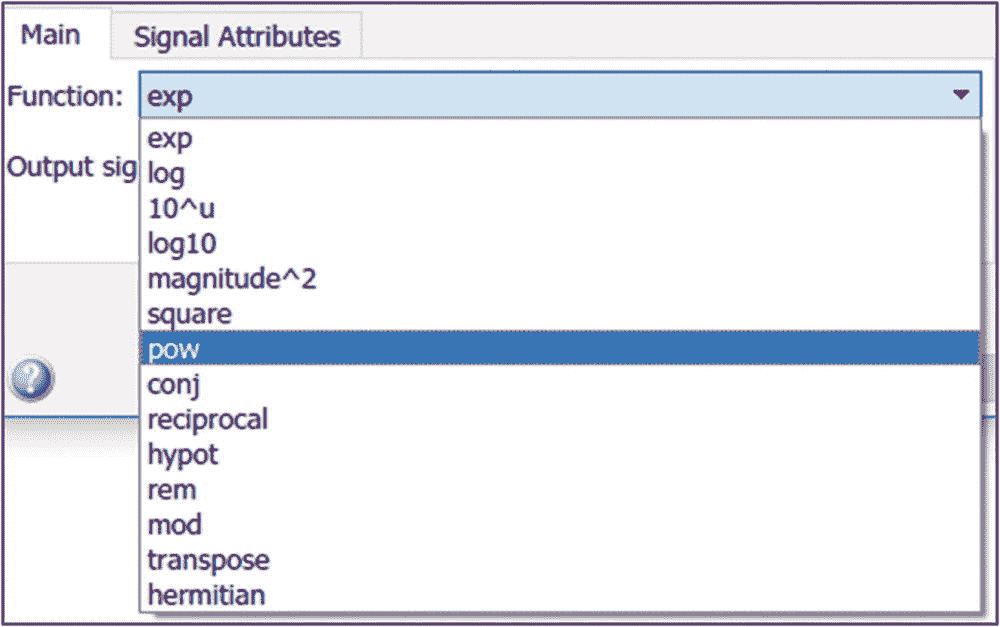 Main Signal Attributes
Function: exp
exp
Output sig
log
10^u
log10
magnitude^2
square
pow
conj
reciprocal
hypot
rem
mod
transpose
hermitian